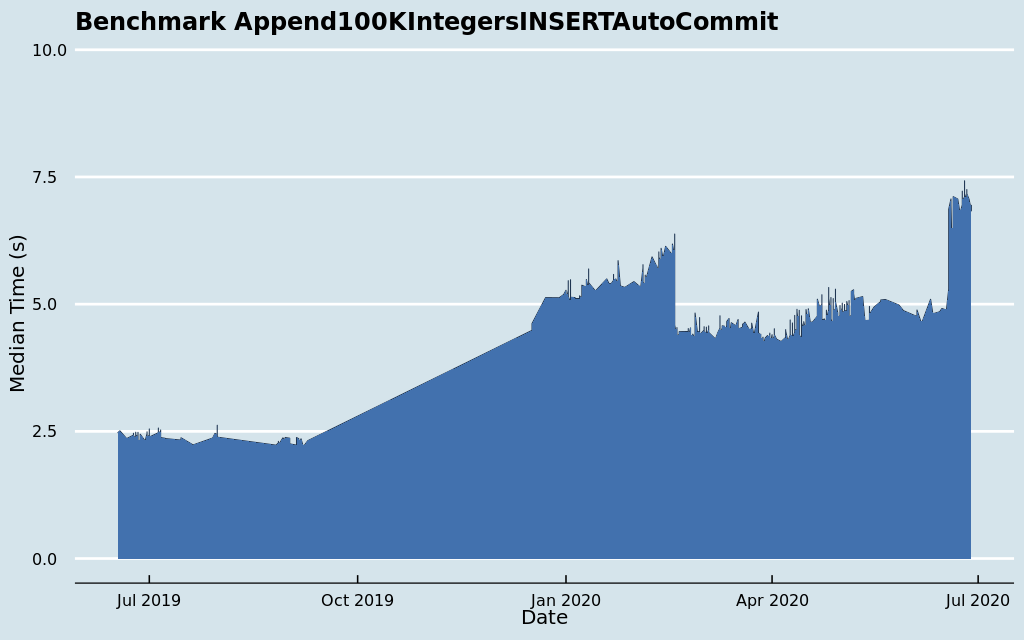 Benchmark Append100KIntegersINSERTAutoCommit
Median Time (s)
10.0
7.5
5.0
2.5
0.0
Jul 2019 Oct 2019 Jan 2020 Apr 2020 Jul 2020
Date